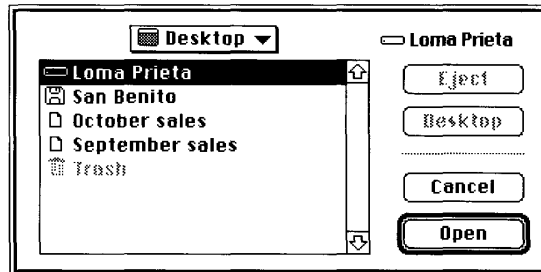 Desktop
Loma Prieta
Loma Prieta
San Benito
October sales
September sales
Trash
Eject
Desktop
Cancel
Open